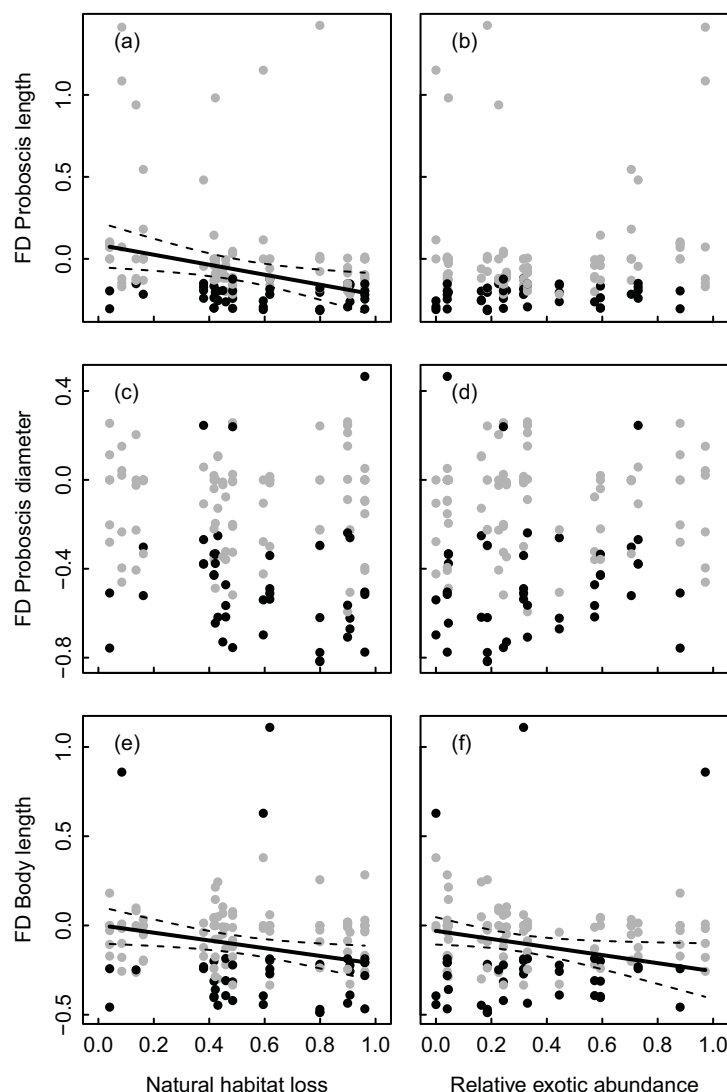 (a)
(b)
FD Proboscis length
1.0
0.5
0.0
(c)
(d)
FD Proboscis diameter
0.4
0.0
−0.4
−0.8
(e)
(f)
FD Body length
1.0
0.5
0.0
−0.5
0.0 0.2 0.4 0.6 0.8 1.0
0.0 0.2 0.4 0.6 0.8 1.0
Natural habitat loss
Relative exotic abundance